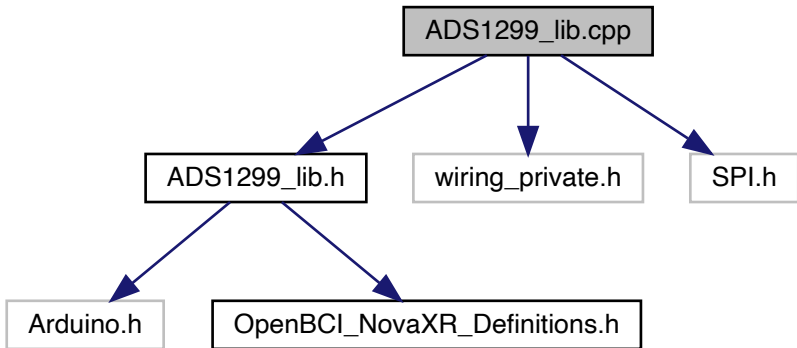 ADS1299_lib.cpp
ADS1299_lib.h
wiring_private.h
SPI.h
Arduino.h
OpenBCI_NovaXR_Definitions.h